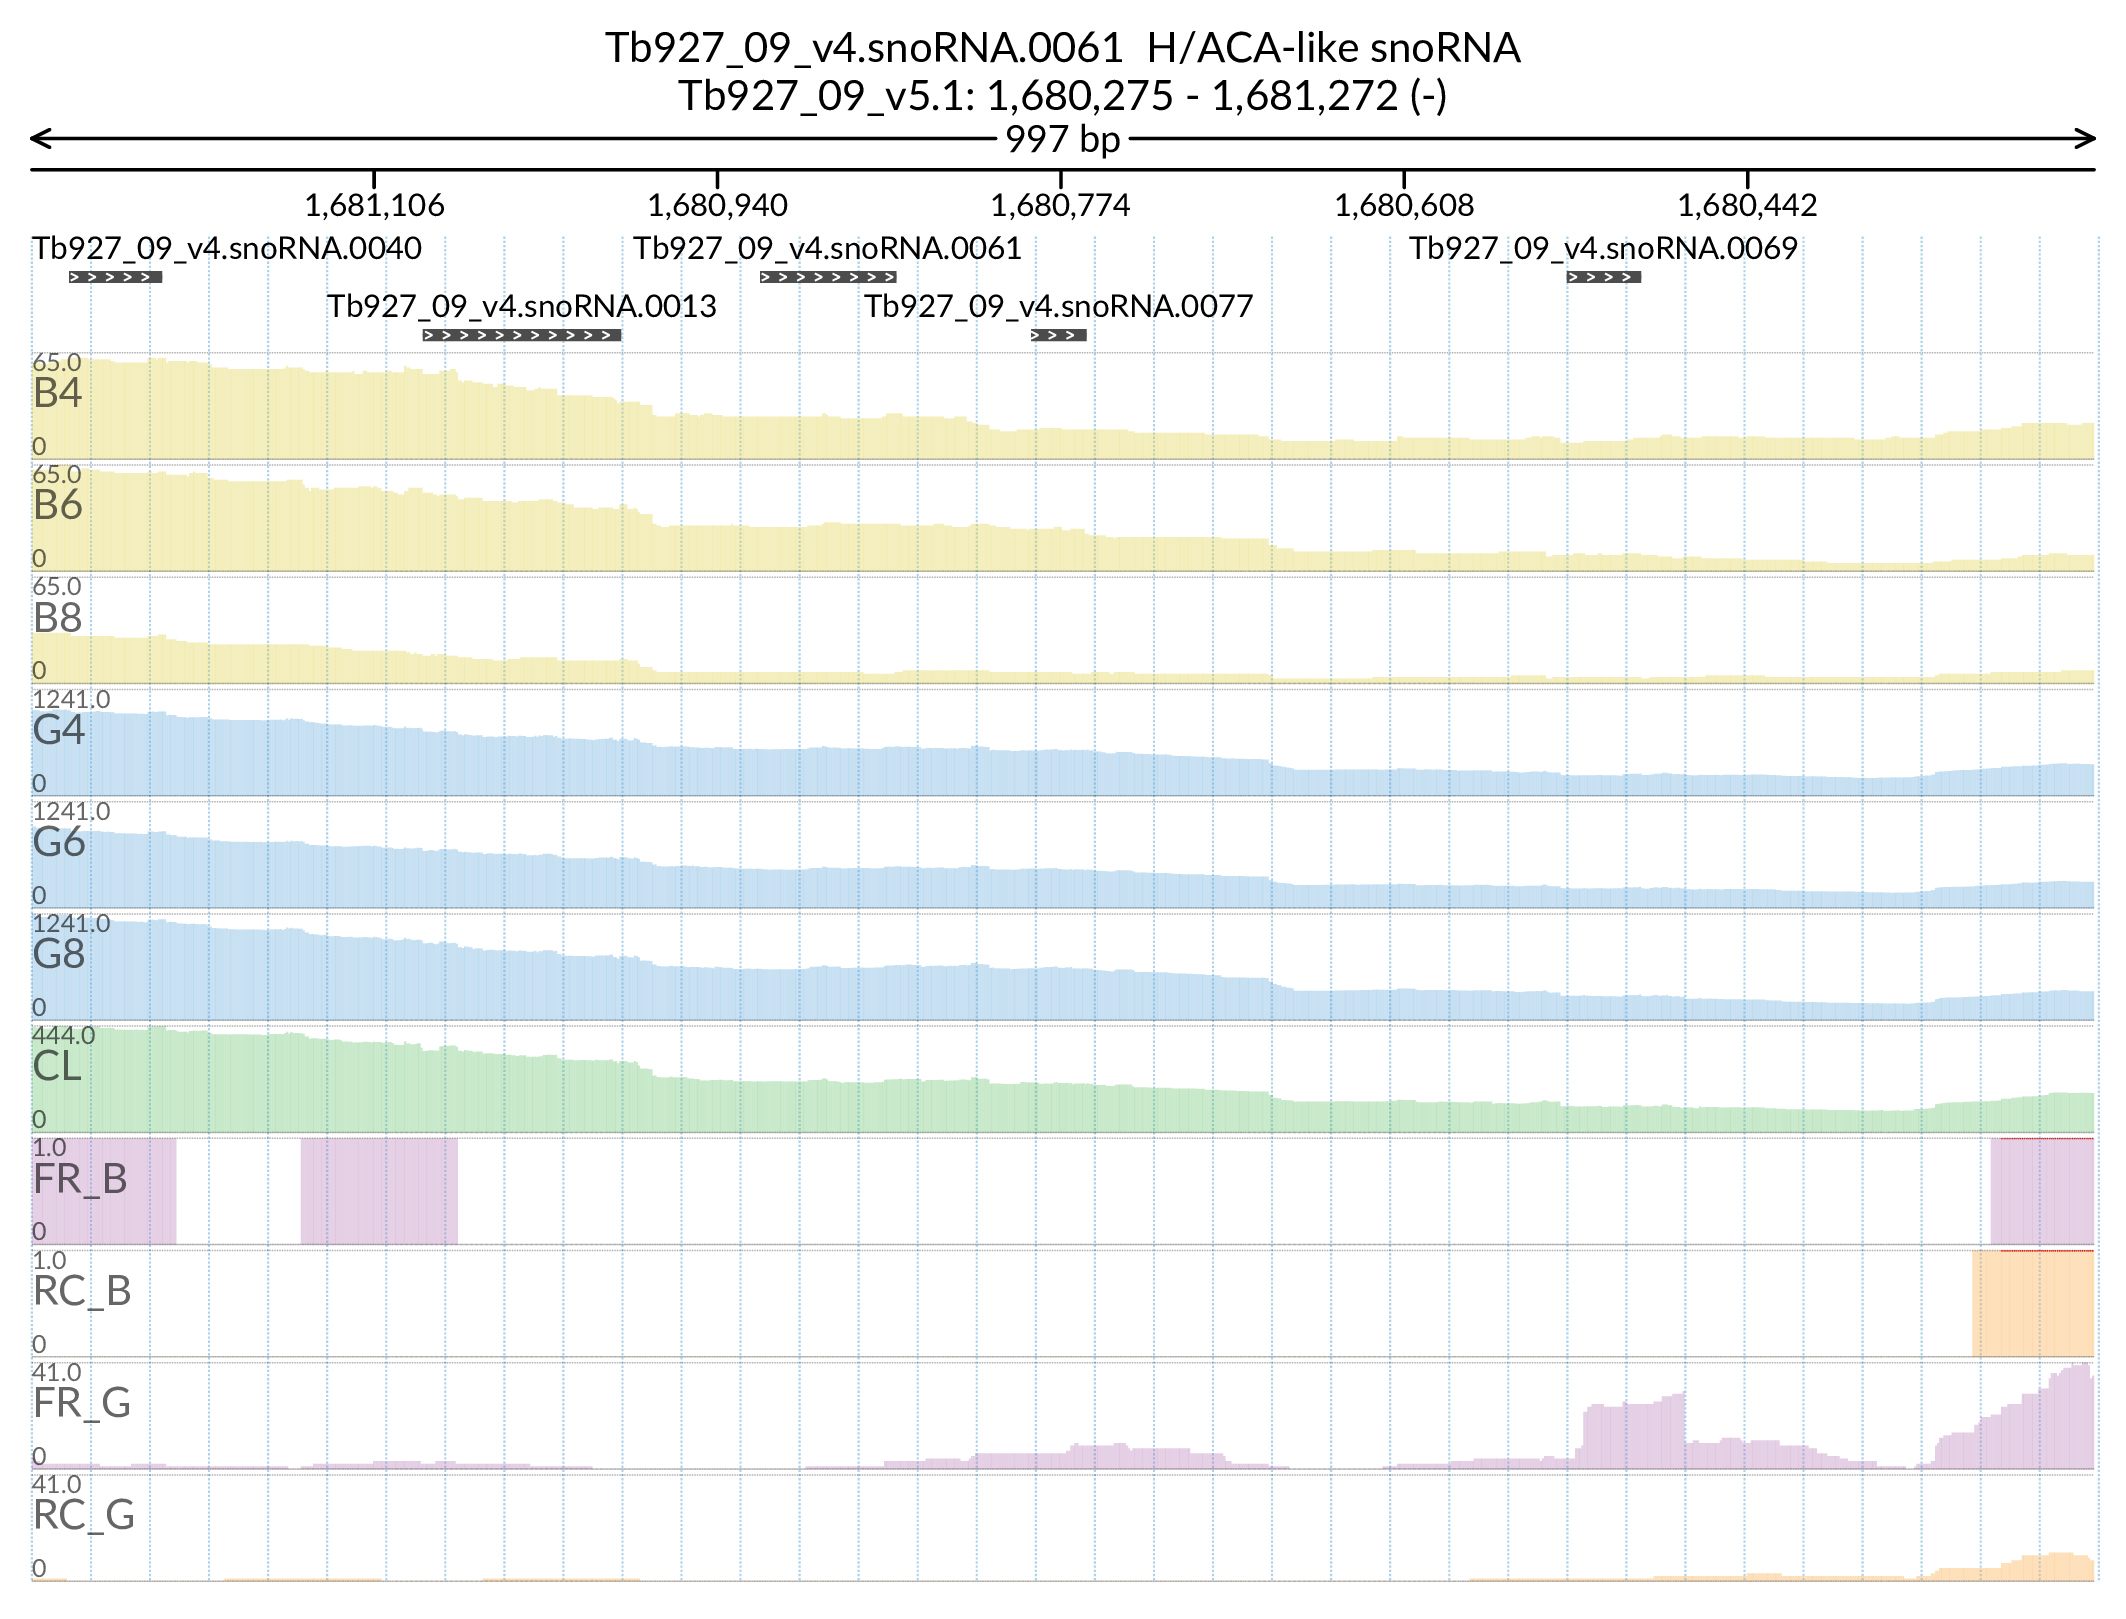 Tb927_09_v4.snoRNA.0061 H/ACA-like snoRNA
Tb927_09_v5.1: 1,680,275 - 1,681,272 (-)
997 bp
1,681,106 1,680,940 1,680,774 1,680,608 1,680,442
Tb927_09_v4.snoRNA.0040 Tb927_09_v4.snoRNA.0061 Tb927_09_v4.snoRNA.0069
Tb927_09_v4.snoRNA.0013 Tb927_09_v4.snoRNA.0077
65.0
B4
0
65.0
B6
0
65.0
B8
0
1241.0
G4
0
1241.0
G6
0
1241.0
G8
0
444.0
CL
0
1.0
FR_B
0
1.0
RC_B
0
41.0
FR_G
0
41.0
RC_G
0